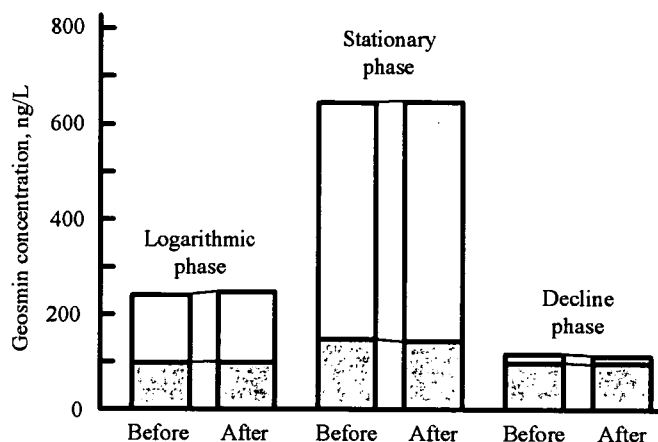 Geosmin concentration, ng/L
800
600
400
200
0
Logarithmic
phase
Stationary
phase
Decline
phase
Before After Before After Before After